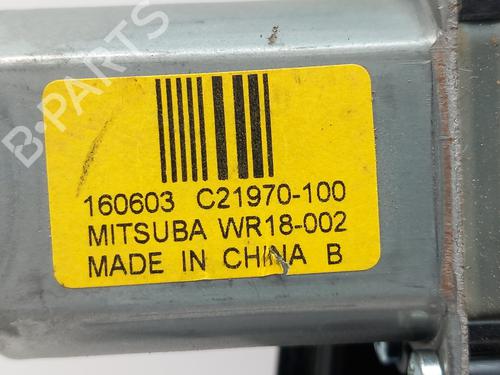 B-PARTS
160603 C21970-100
MITSUBA WR18-002
MADE IN CHINA B